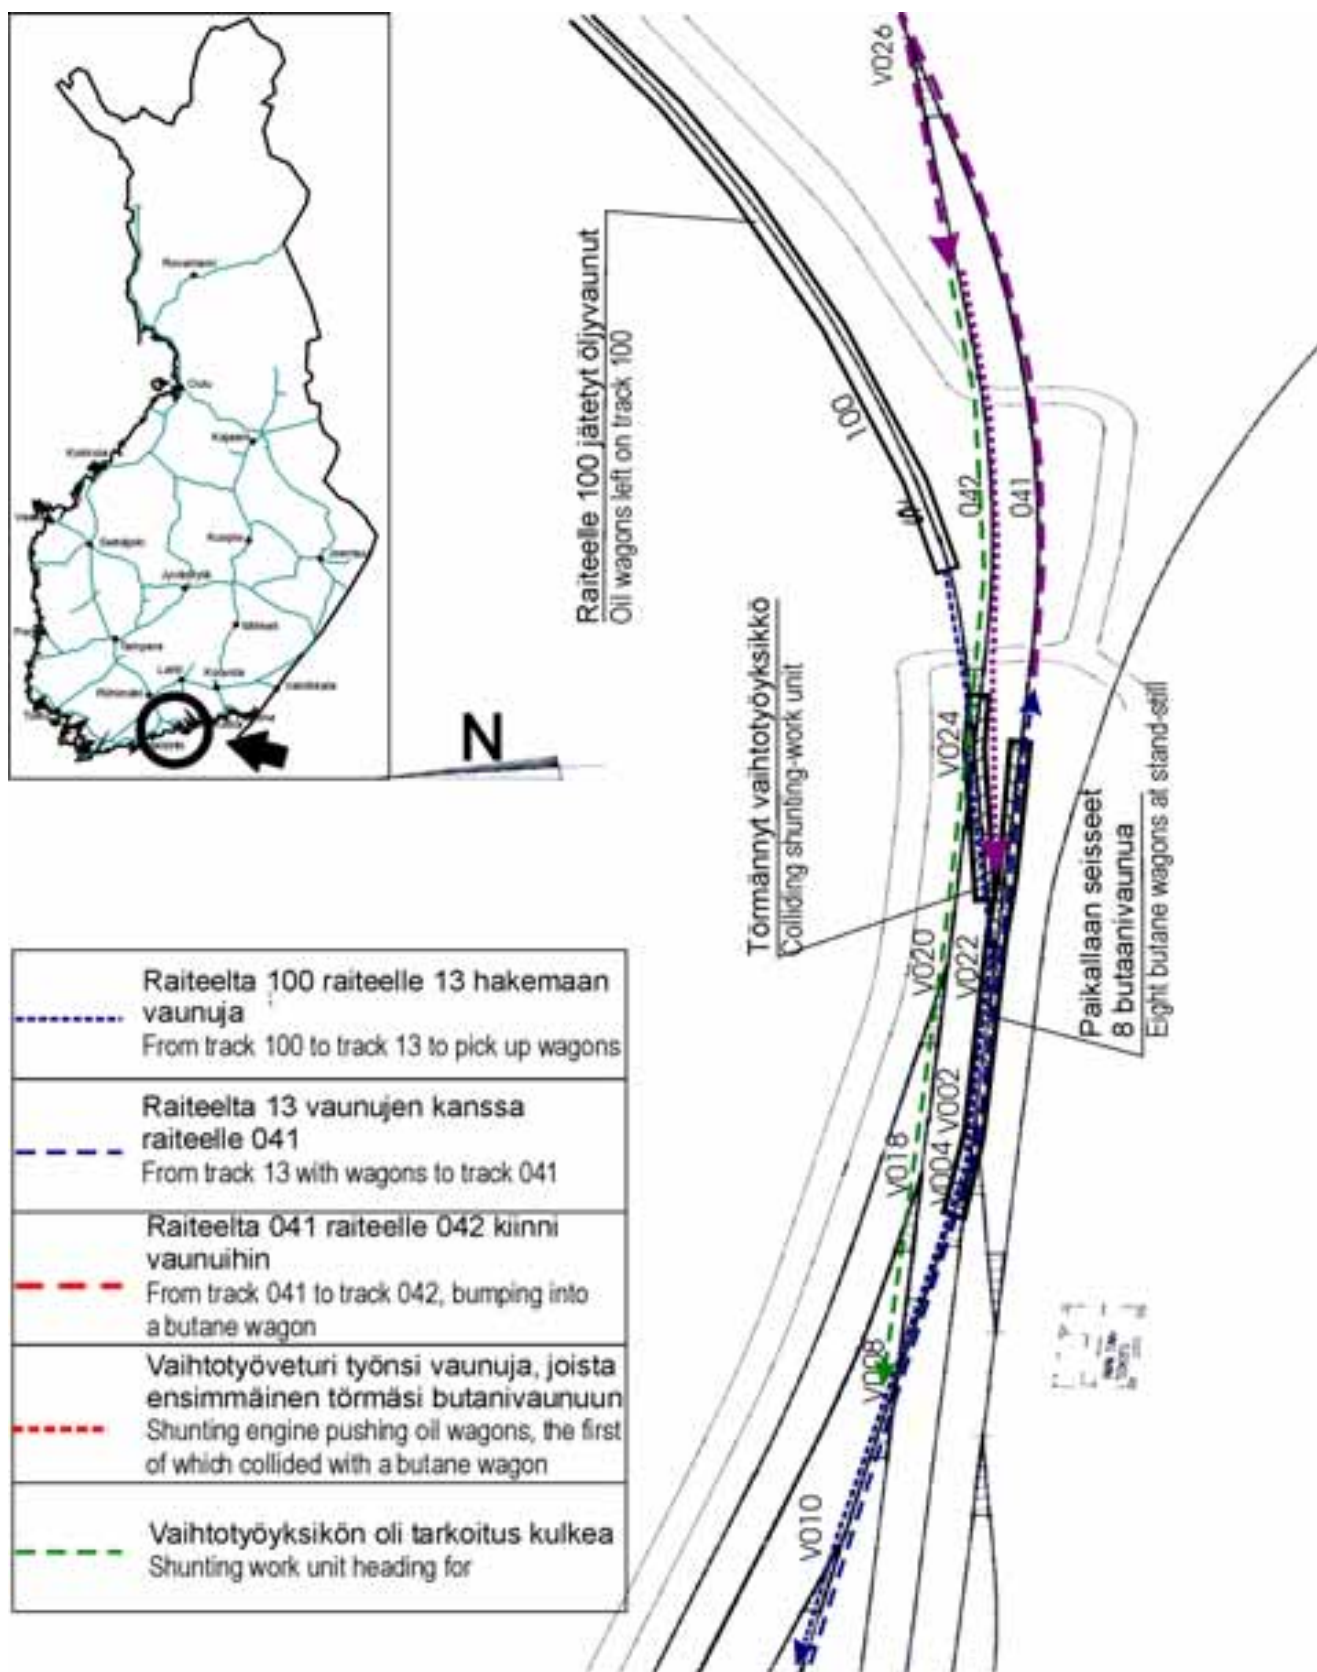 Rovaniemi
Oulu
Kajaani
Kokkola
Seinäjoki
Kuopio
Joensuu
Jyväskylä
Mikkeli
Tampere
Lahti
Kouvola
Riihimäki
Vainikkala
N
V026
Raiteelle 100 jätetyt öljyvaunut
Oil wagons left on track 100
100
042
041
Törmännyt vaihtotyöyksikkö
Colliding shunting-work unit
V024
Paikallaan seisseet
8 butaanivaunua
Eight butane wagons at stand-still
V020
V022
V002
V018
V004
V008
V010
Raiteelta 100 raiteelle 13 hakemaan
vaunuja
From track 100 to track 13 to pick up wagons
Raiteelta 13 vaunujen kanssa
raiteelle 041
From track 13 with wagons to track 041
Raiteelta 041 raiteelle 042 kiinni
vaunuihin
From track 041 to track 042, bumping into
a butane wagon
Vaihtotyöveturi työnsi vaunuja, joista
ensimmäinen törmäsi butanivaunuun
Shunting engine pushing oil wagons, the first
of which collided with a butane wagon
Vaihtotyöyksikön oli tarkoitus kulkea
Shunting work unit heading for